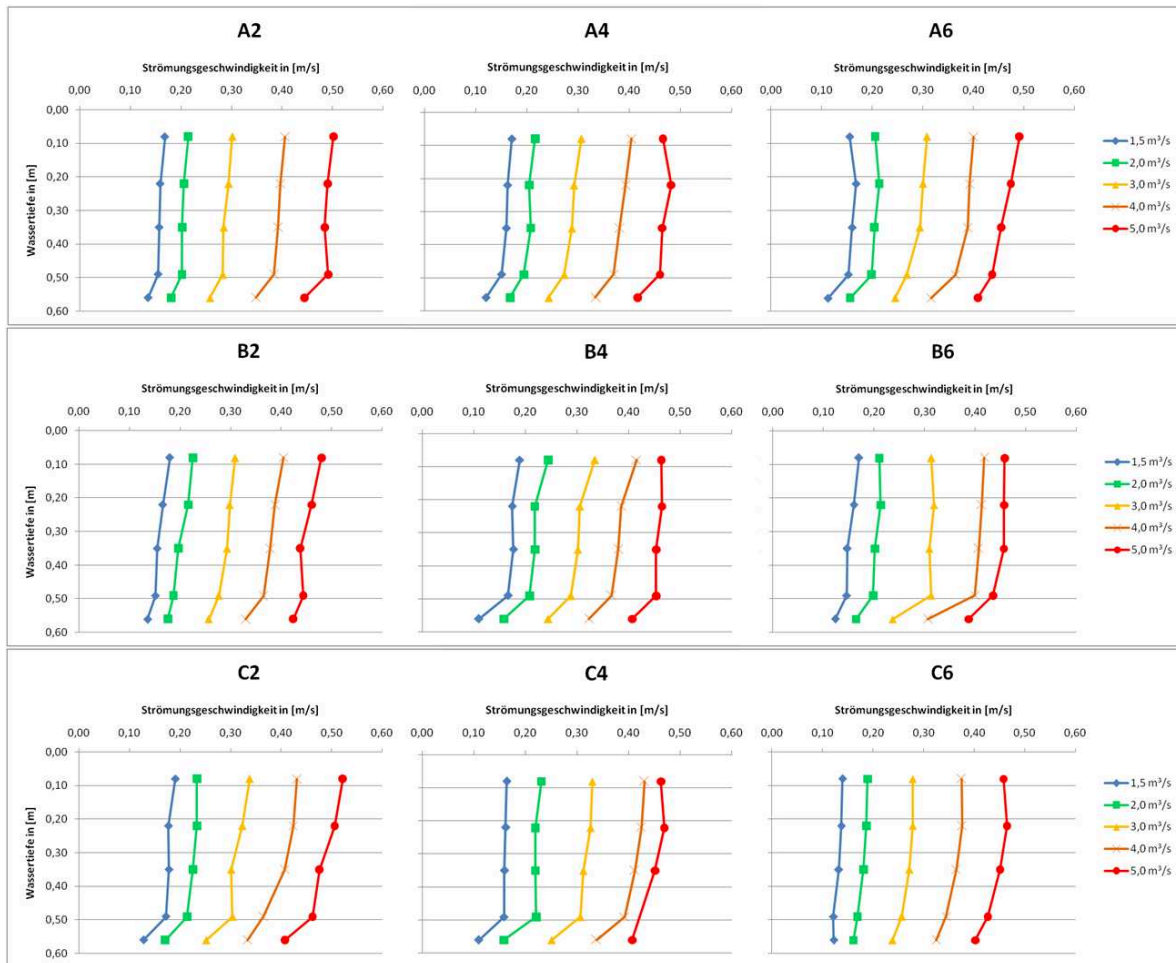 A2 A4 A6
Strömungsgeschwindigkeit in [m/s] Strömungsgeschwindigkeit in [m/s] Strömungsgeschwindigkeit in [m/s]
0,00 0,10 0,20 0,30 0,40 0,50 0,60 0,00 0,10 0,20 0,30 0,40 0,50 0,60 0,00 0,10 0,20 0,30 0,40 0,50 0,60
Wassertiefe in [m]
0,00
0,10
0,20
0,30
0,40
0,50
0,60
1,5 m³/s
2,0 m³/s
3,0 m³/s
4,0 m³/s
5,0 m³/s
B2 B4 B6
Strömungsgeschwindigkeit in [m/s] Strömungsgeschwindigkeit in [m/s] Strömungsgeschwindigkeit in [m/s]
0,00 0,10 0,20 0,30 0,40 0,50 0,60 0,00 0,10 0,20 0,30 0,40 0,50 0,60 0,00 0,10 0,20 0,30 0,40 0,50 0,60
Wassertiefe in [m]
0,00
0,10
0,20
0,30
0,40
0,50
0,60
1,5 m³/s
2,0 m³/s
3,0 m³/s
4,0 m³/s
5,0 m³/s
C2 C4 C6
Strömungsgeschwindigkeit in [m/s] Strömungsgeschwindigkeit in [m/s] Strömungsgeschwindigkeit in [m/s]
0,00 0,10 0,20 0,30 0,40 0,50 0,60 0,00 0,10 0,20 0,30 0,40 0,50 0,60 0,00 0,10 0,20 0,30 0,40 0,50 0,60
Wassertiefe in [m]
0,00
0,10
0,20
0,30
0,40
0,50
0,60
1,5 m³/s
2,0 m³/s
3,0 m³/s
4,0 m³/s
5,0 m³/s